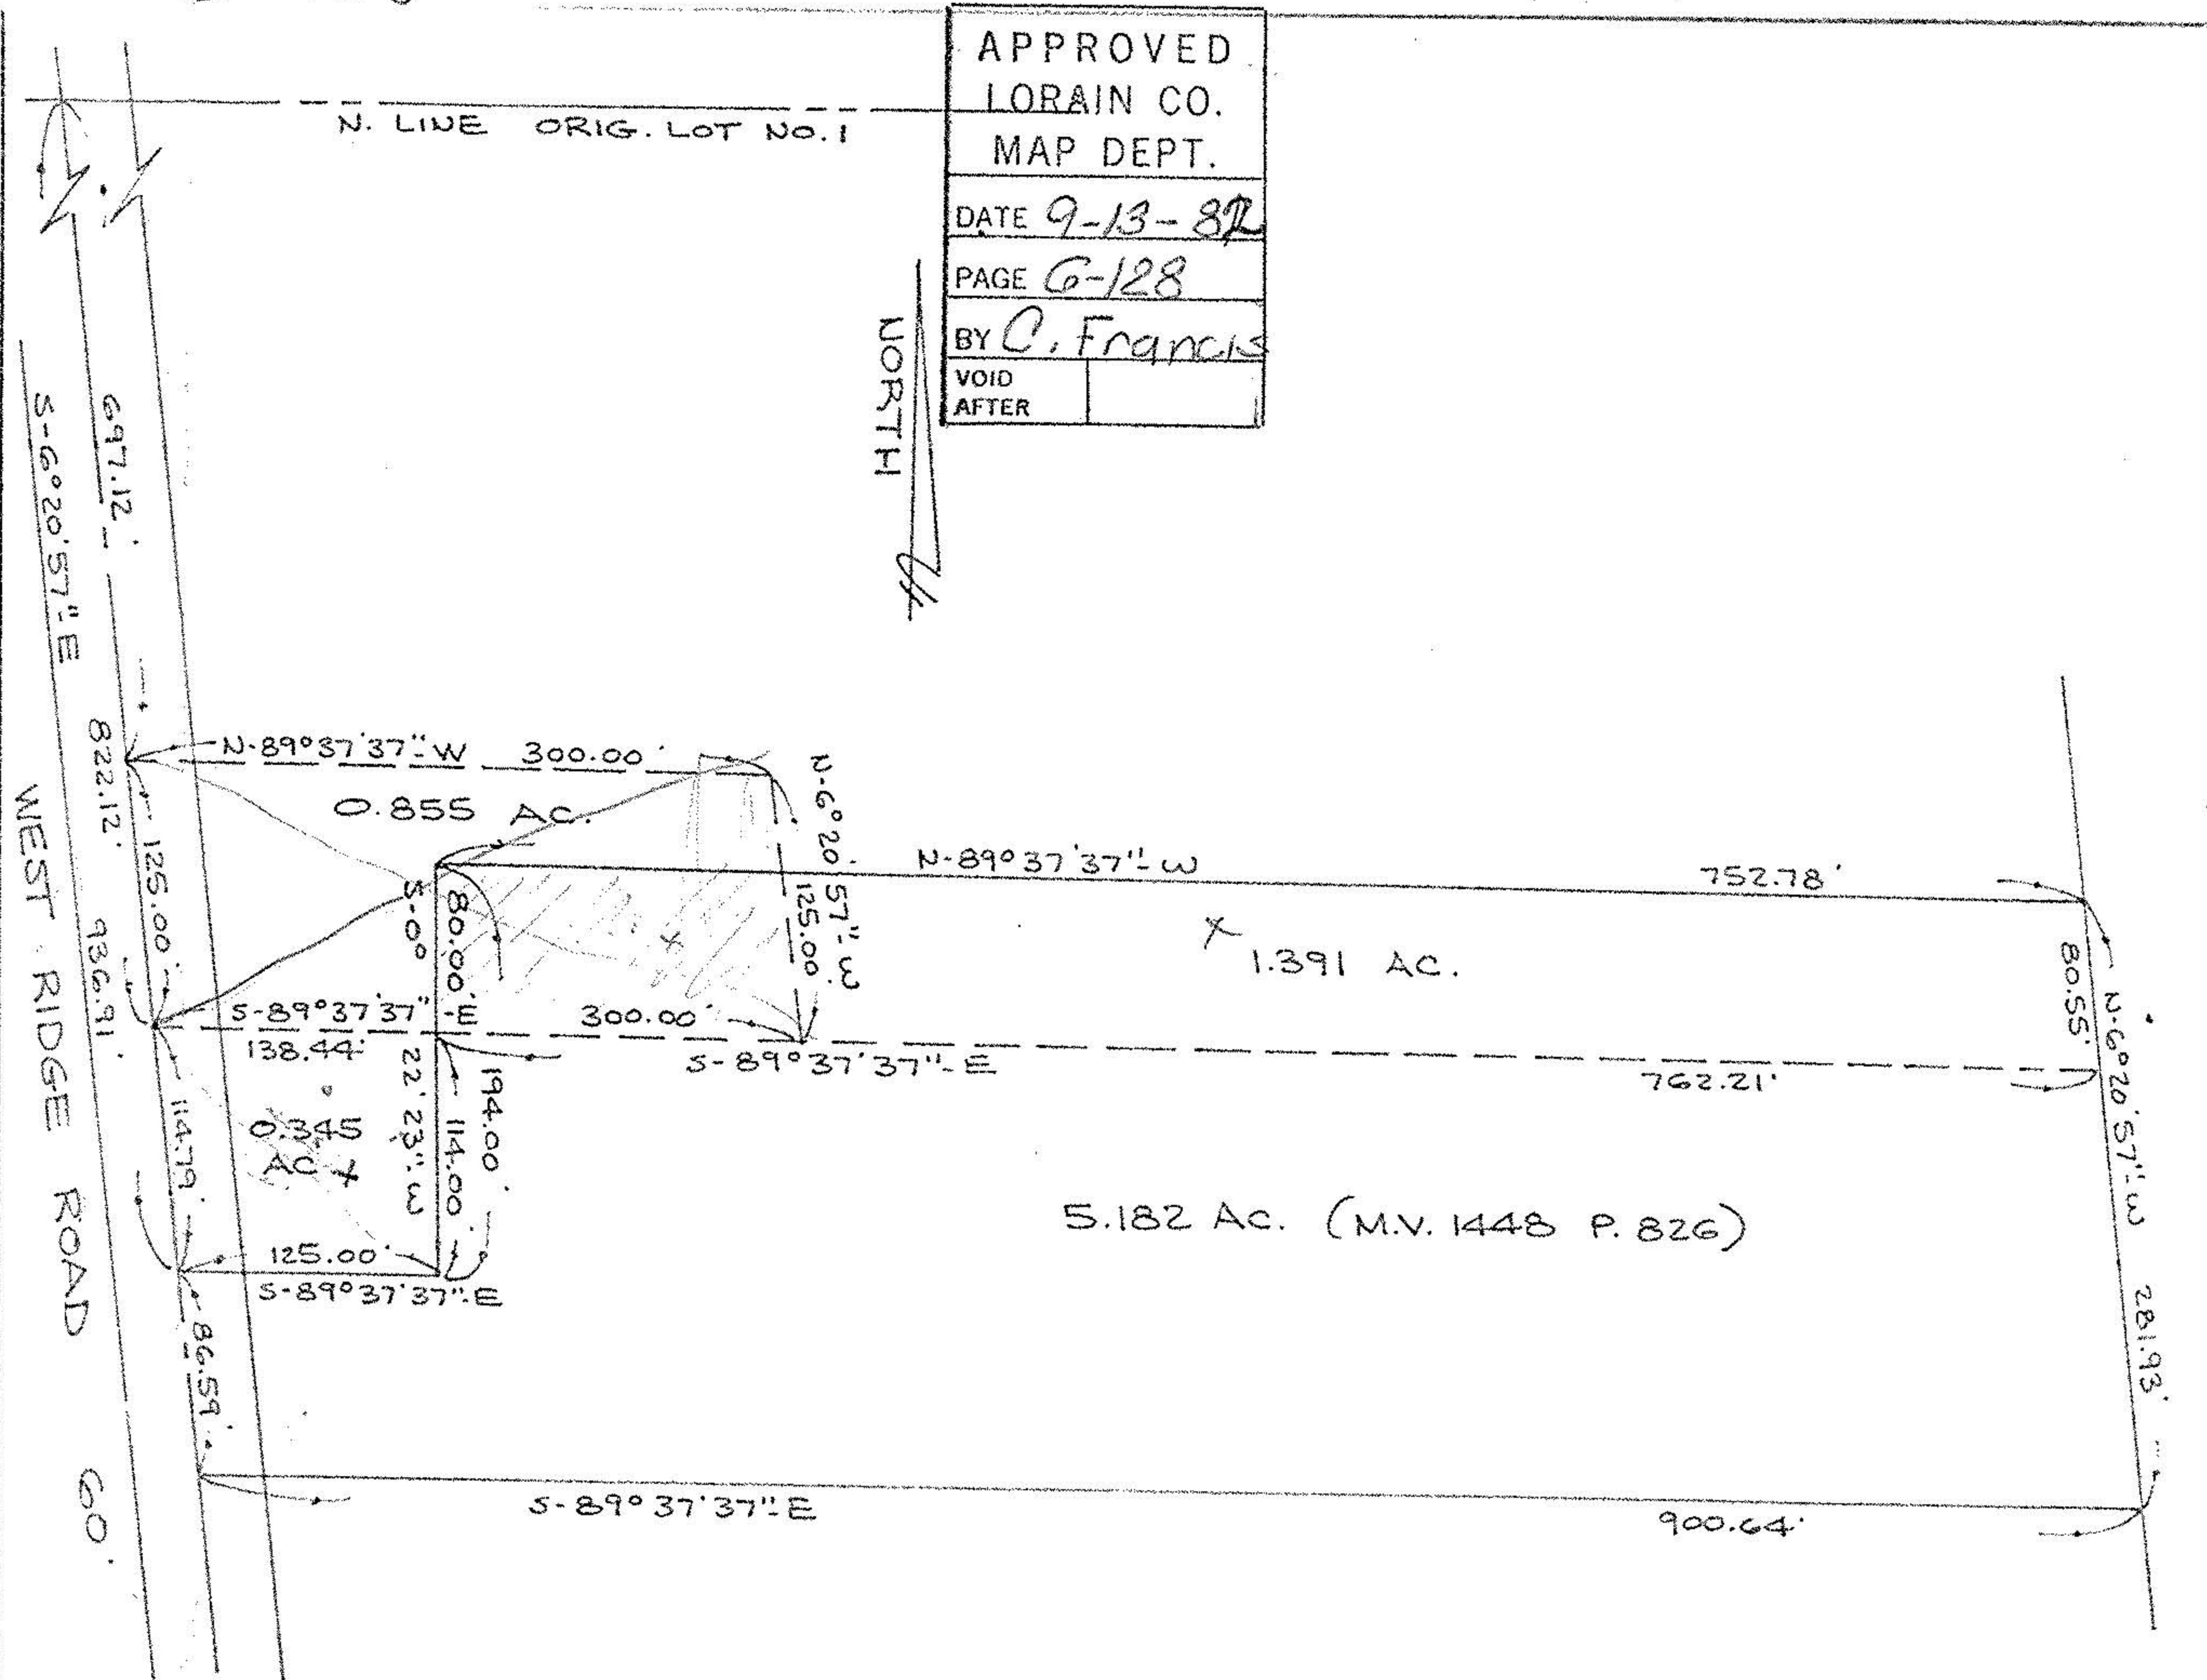 APPROVED
LORAIN CO.
MAP DEPT.
DATE 9-13-82
PAGE G-128
BY C. Francis
VOID
AFTER
N. LINE ORIG. LOT NO. 1
NORTH
697.12'
S-6°20'57"-E
822.12'
936.91'
WEST RIDGE ROAD 60'
N-89°37'37"-W 300.00'
0.855 AC.
125.00'
N-6°20'57"-W
125.00'
N-89°37'37"-W 752.78'
1.391 AC.
80.55'
80.00'
S-0° 22' 23"-W
S-89°37'37"-E 300.00'
138.44'
S-89°37'37"-E 762.21'
N-6°20'57"-W 281.93'
114.79'
0.345
AC
114.00'
194.00'
5.182 AC. (M.V. 1448 P. 826)
125.00'
S-89°37'37"-E
86.59'
S-89°37'37"-E 900.64'